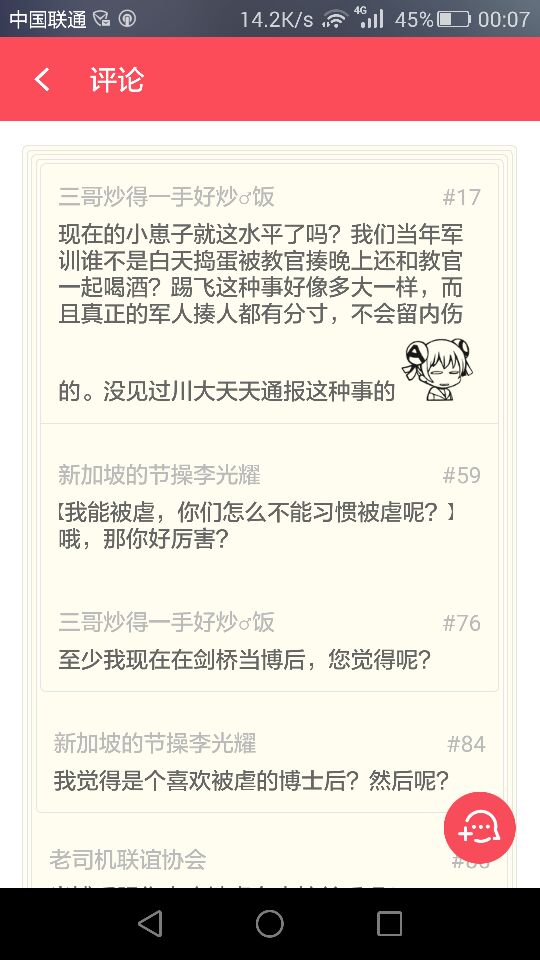 中国联通 14.2K/s 4G 45% 00:07
评论
三哥炒得一手好炒♂饭 #17
现在的小崽子就这水平了吗？我们当年军
训谁不是白天捣蛋被教官揍晚上还和教官
一起喝酒？踢飞这种事好像多大一样，而
且真正的军人揍人都有分寸，不会留内伤
的。没见过川大天天通报这种事的
新加坡的节操李光耀 #59
【我能被虐，你们怎么不能习惯被虐呢？】
哦，那你好厉害？
三哥炒得一手好炒♂饭 #76
至少我现在在剑桥当博后，您觉得呢？
新加坡的节操李光耀 #84
我觉得是个喜欢被虐的博士后？然后呢？
老司机联谊协会